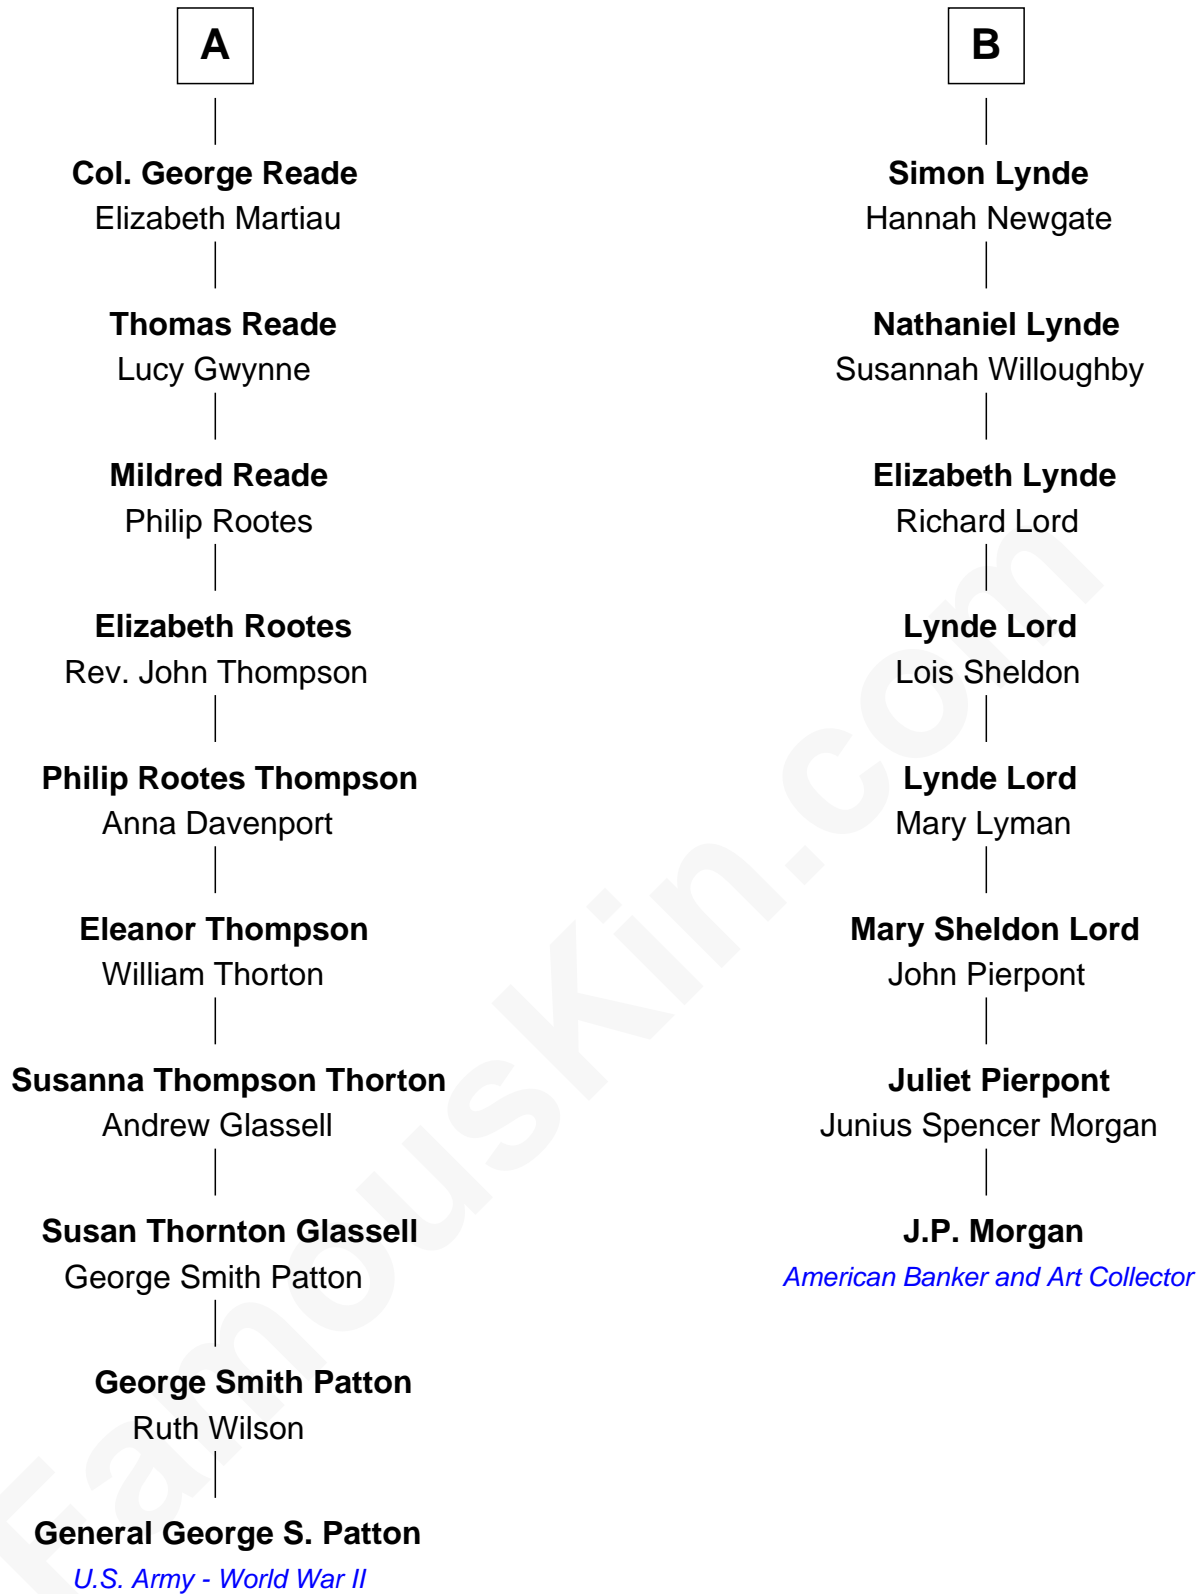 A
Col. George Reade
Elizabeth Martiau
Thomas Reade
Lucy Gwynne
Mildred Reade
Philip Rootes
Elizabeth Rootes
Rev. John Thompson
Philip Rootes Thompson
Anna Davenport
Eleanor Thompson
William Thorton
Susanna Thompson Thorton
Andrew Glassell
Susan Thornton Glassell
George Smith Patton
George Smith Patton
Ruth Wilson
General George S. Patton
U.S. Army - World War II
B
Simon Lynde
Hannah Newgate
Nathaniel Lynde
Susannah Willoughby
Elizabeth Lynde
Richard Lord
Lynde Lord
Lois Sheldon
Lynde Lord
Mary Lyman
Mary Sheldon Lord
John Pierpont
Juliet Pierpont
Junius Spencer Morgan
J.P. Morgan
American Banker and Art Collector
FamousKin.com